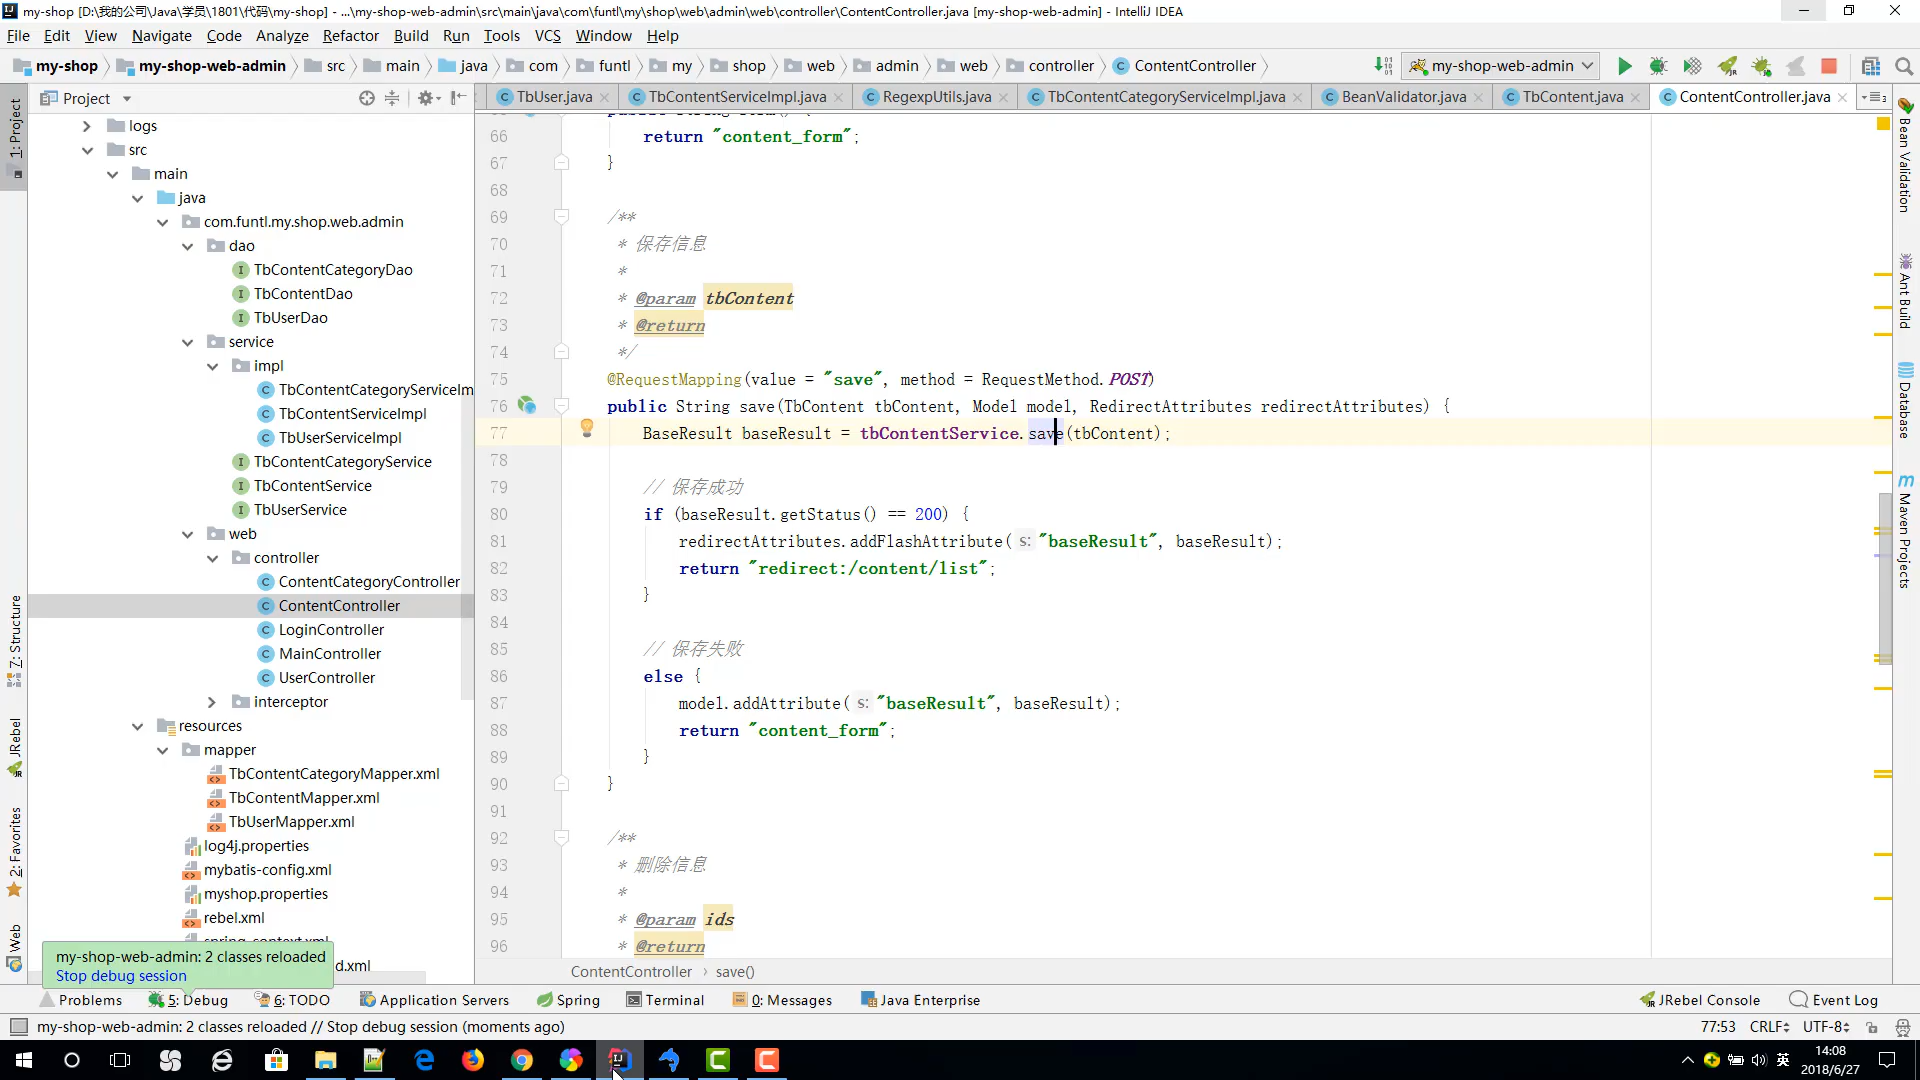 my-shop [D:\我的公司\Java\学员\1801\代码\my-shop] - ...\my-shop-web-admin\src\main\java\com\funtl\my\shop\web\admin\web\controller\ContentController.java [my-shop-web-admin] - IntelliJ IDEA
File Edit View Navigate Code Analyze Refactor Build Run Tools VCS Window Help
my-shop my-shop-web-admin src main java com funtl my shop web admin web controller ContentController my-shop-web-admin
Project TbUser.java TbContentServiceImpl.java RegexpUtils.java TbContentCategoryServiceImpl.java BeanValidator.java TbContent.java ContentController.java
1: Project
7: Structure
JRebel
2: Favorites
Web
logs
src
main
java
com.funtl.my.shop.web.admin
dao
TbContentCategoryDao
TbContentDao
TbUserDao
service
impl
TbContentCategoryServiceIm
TbContentServiceImpl
TbUserServiceImpl
TbContentCategoryService
TbContentService
TbUserService
web
controller
ContentCategoryController
ContentController
LoginController
MainController
UserController
interceptor
resources
mapper
TbContentCategoryMapper.xml
TbContentMapper.xml
TbUserMapper.xml
log4j.properties
mybatis-config.xml
myshop.properties
rebel.xml
d.xml
my-shop-web-admin: 2 classes reloaded
Stop debug session
66 return "content_form";
67 }
68
69 /**
70 * 保存信息
71 *
72 * @param tbContent
73 * @return
74 */
75 @RequestMapping(value = "save", method = RequestMethod.POST)
76 public String save(TbContent tbContent, Model model, RedirectAttributes redirectAttributes) {
77 BaseResult baseResult = tbContentService.save(tbContent);
78
79 // 保存成功
80 if (baseResult.getStatus() == 200) {
81 redirectAttributes.addFlashAttribute( s: "baseResult", baseResult);
82 return "redirect:/content/list";
83 }
84
85 // 保存失败
86 else {
87 model.addAttribute( s: "baseResult", baseResult);
88 return "content_form";
89 }
90 }
91
92 /**
93 * 删除信息
94 *
95 * @param ids
96 * @return
ContentController › save()
Bean Validation
Ant Build
Database
Maven Projects
Problems 5: Debug 6: TODO Application Servers Spring Terminal 0: Messages Java Enterprise JRebel Console Event Log
my-shop-web-admin: 2 classes reloaded // Stop debug session (moments ago) 77:53 CRLF UTF-8
英
14:08
2018/6/27